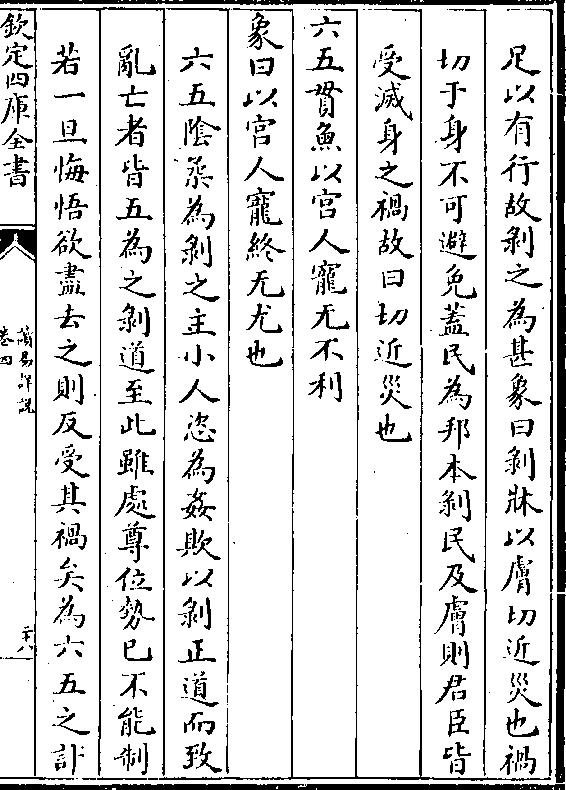 足以有行故剝之為甚象曰剝牀以膚切近災也禍
切于身不可避免蓋民為邦本剝民及膚則君臣皆
受滅身之禍故曰切近災也
六五貫魚以宮人寵无不利
象曰以宮人寵終无尤也
六五陰柔為剝之主小人恣為姦欺以剝正道而致
亂亡者皆五為之剝道至此雖處尊位勢已不能制
若一旦悔悟欲盡去之則反受其禍矣為六五之計
欽定四庫全書
讀易詳說
卷四
二十八